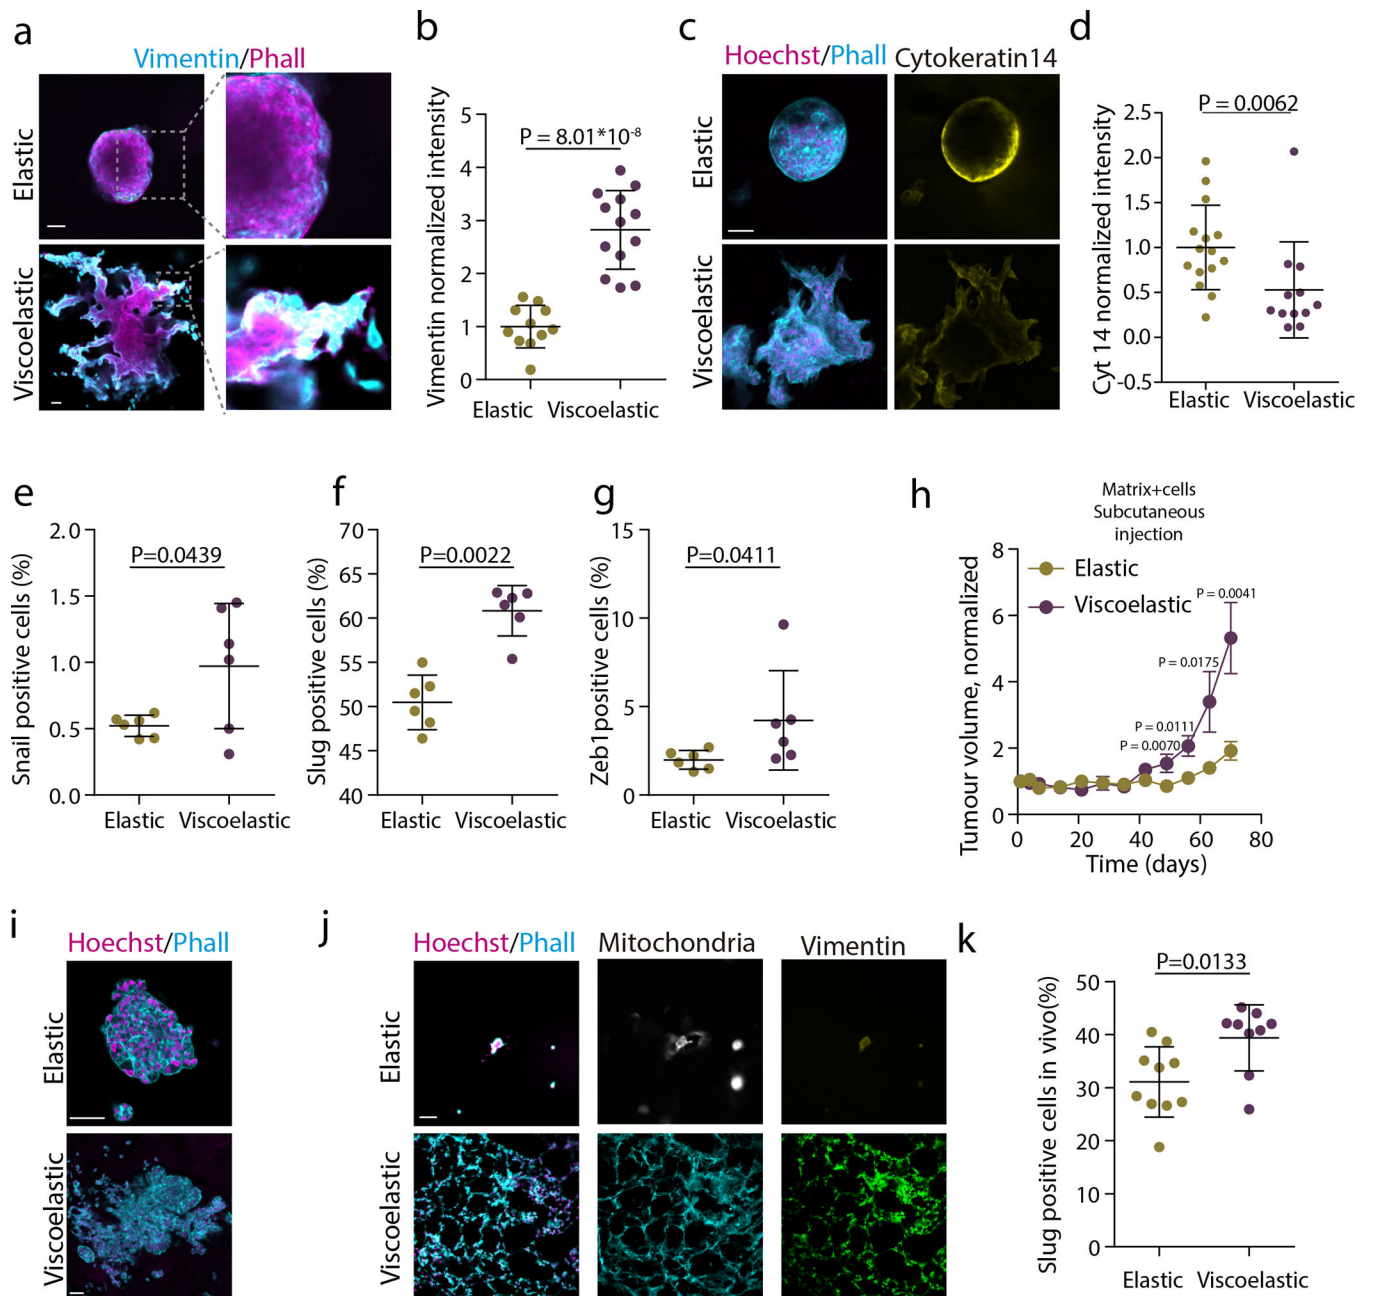 a
Vimentin/Phall
Elastic
Viscoelastic
b
Vimentin normalized intensity
5
4
3
2
1
0
P = 8.01*10-8
Elastic Viscoelastic
c
Hoechst/Phall Cytokeratin14
Elastic
Viscoelastic
d
Cyt 14 normalized intensity
2.5
2.0
1.5
1.0
0.5
0.0
-0.5
P = 0.0062
Elastic Viscoelastic
e
Snail positive cells (%)
2.0
1.5
1.0
0.5
0.0
P=0.0439
Elastic Viscoelastic
f
Slug positive cells (%)
70
65
60
55
50
45
40
P=0.0022
Elastic Viscoelastic
g
Zeb1positive cells (%)
15
10
5
0
P=0.0411
Elastic Viscoelastic
h
Matrix+cells
Subcutaneous
injection
Tumour volume, normalized
8
6
4
2
0
Elastic
Viscoelastic
P = 0.0041
P = 0.0175
P = 0.0111
P = 0.0070
0 20 40 60 80
Time (days)
i
Hoechst/Phall
Elastic
Viscoelastic
j
Hoechst/Phall Mitochondria Vimentin
Elastic
Viscoelastic
k
Slug positive cells in vivo(%)
50
40
30
20
10
0
P=0.0133
Elastic Viscoelastic